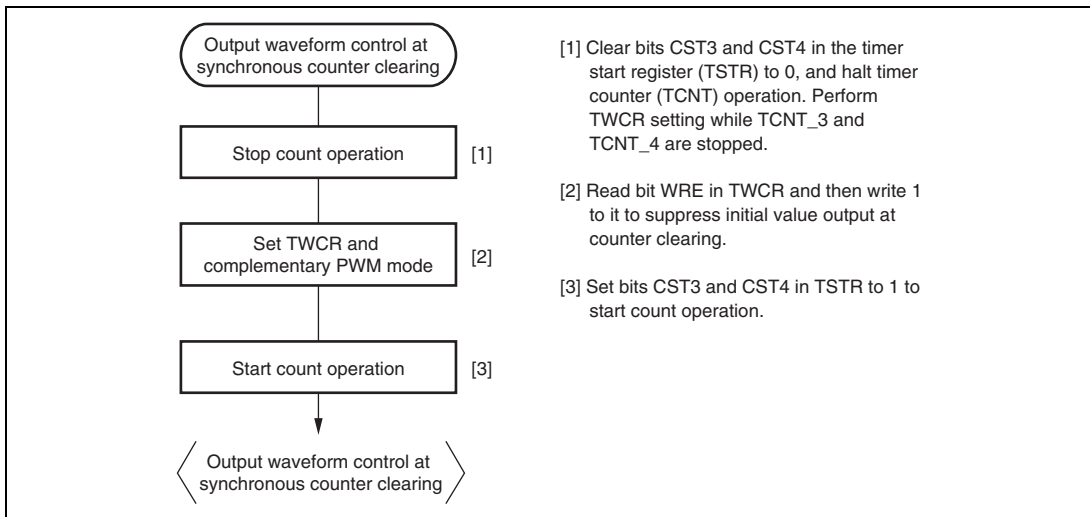 Output waveform control at
synchronous counter clearing
Stop count operation
[1]
Set TWCR and
complementary PWM mode
[2]
Start count operation
[3]
Output waveform control at
synchronous counter clearing
[1] Clear bits CST3 and CST4 in the timer
start register (TSTR) to 0, and halt timer
counter (TCNT) operation. Perform
TWCR setting while TCNT_3 and
TCNT_4 are stopped.
[2] Read bit WRE in TWCR and then write 1
to it to suppress initial value output at
counter clearing.
[3] Set bits CST3 and CST4 in TSTR to 1 to
start count operation.